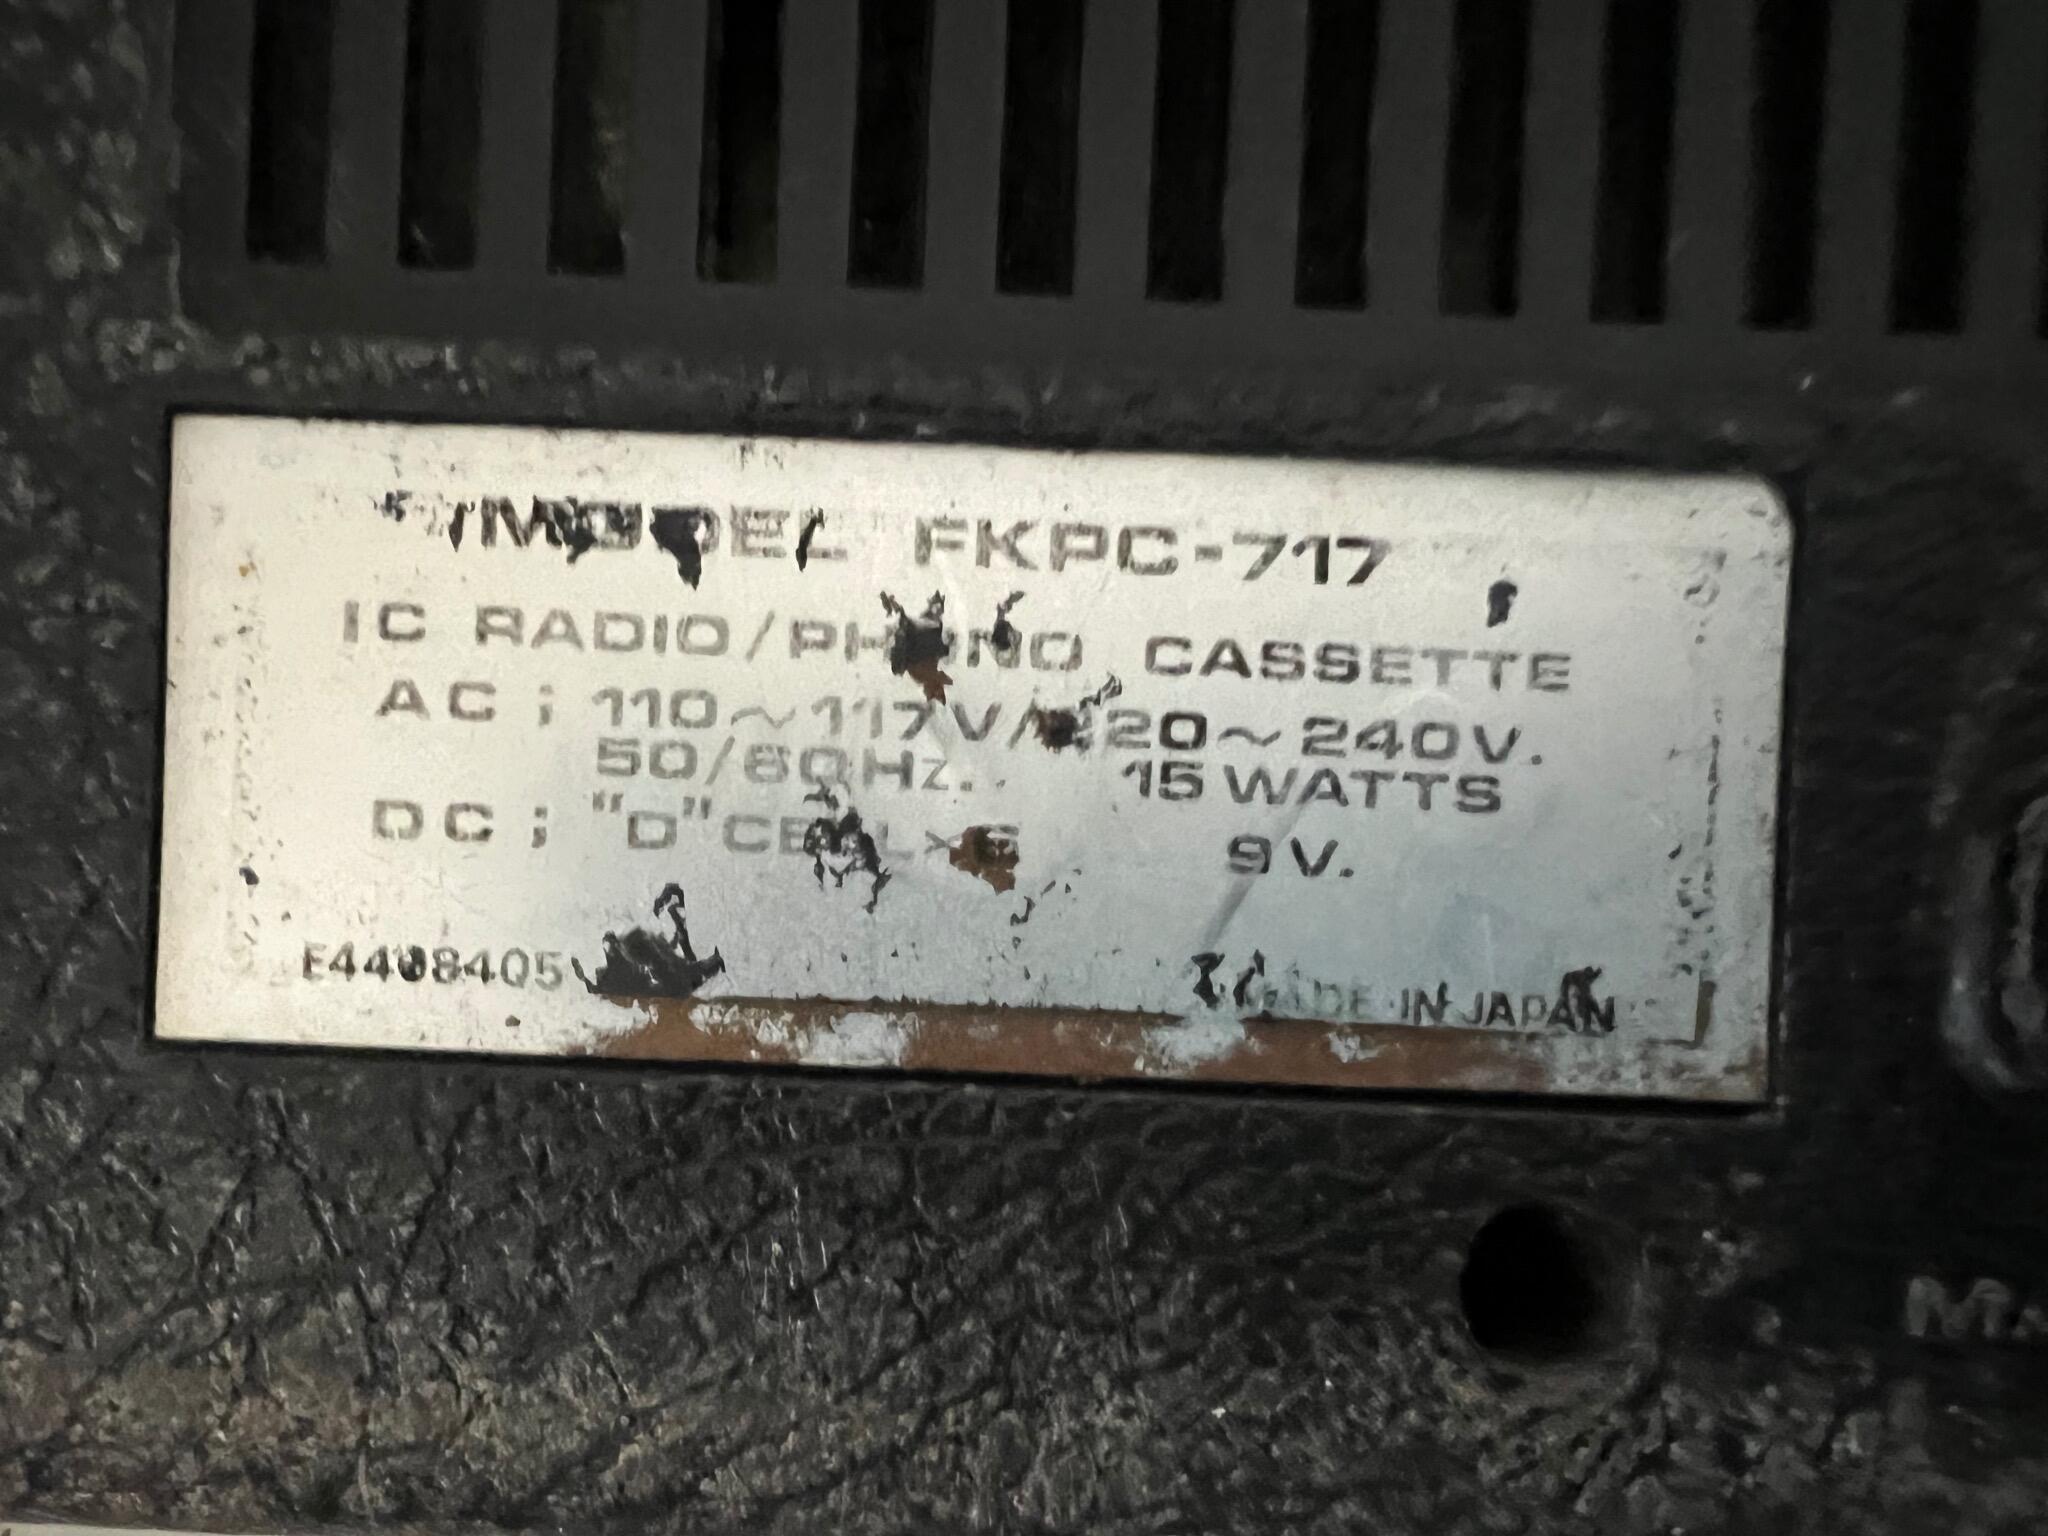 MODEL FKPC-717
IC RADIO/PHONO CASSETTE
AC; 110~117V/220~240V.
50/60Hz. 15 WATTS
DC; "D" CELL×6 9V.
E4408405
MADE IN JAPAN